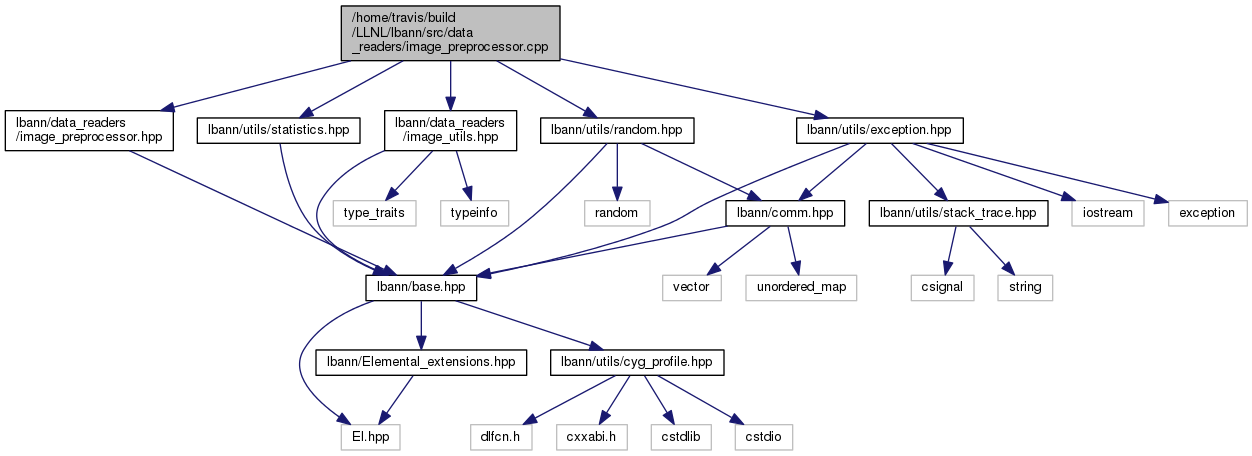 /home/travis/build
/LLNL/lbann/src/data
_readers/image_preprocessor.cpp
lbann/data_readers
/image_preprocessor.hpp
lbann/utils/statistics.hpp
lbann/data_readers
/image_utils.hpp
lbann/utils/random.hpp
lbann/utils/exception.hpp
type_traits
typeinfo
random
lbann/comm.hpp
lbann/utils/stack_trace.hpp
iostream
exception
lbann/base.hpp
vector
unordered_map
csignal
string
lbann/Elemental_extensions.hpp
lbann/utils/cyg_profile.hpp
El.hpp
dlfcn.h
cxxabi.h
cstdlib
cstdio